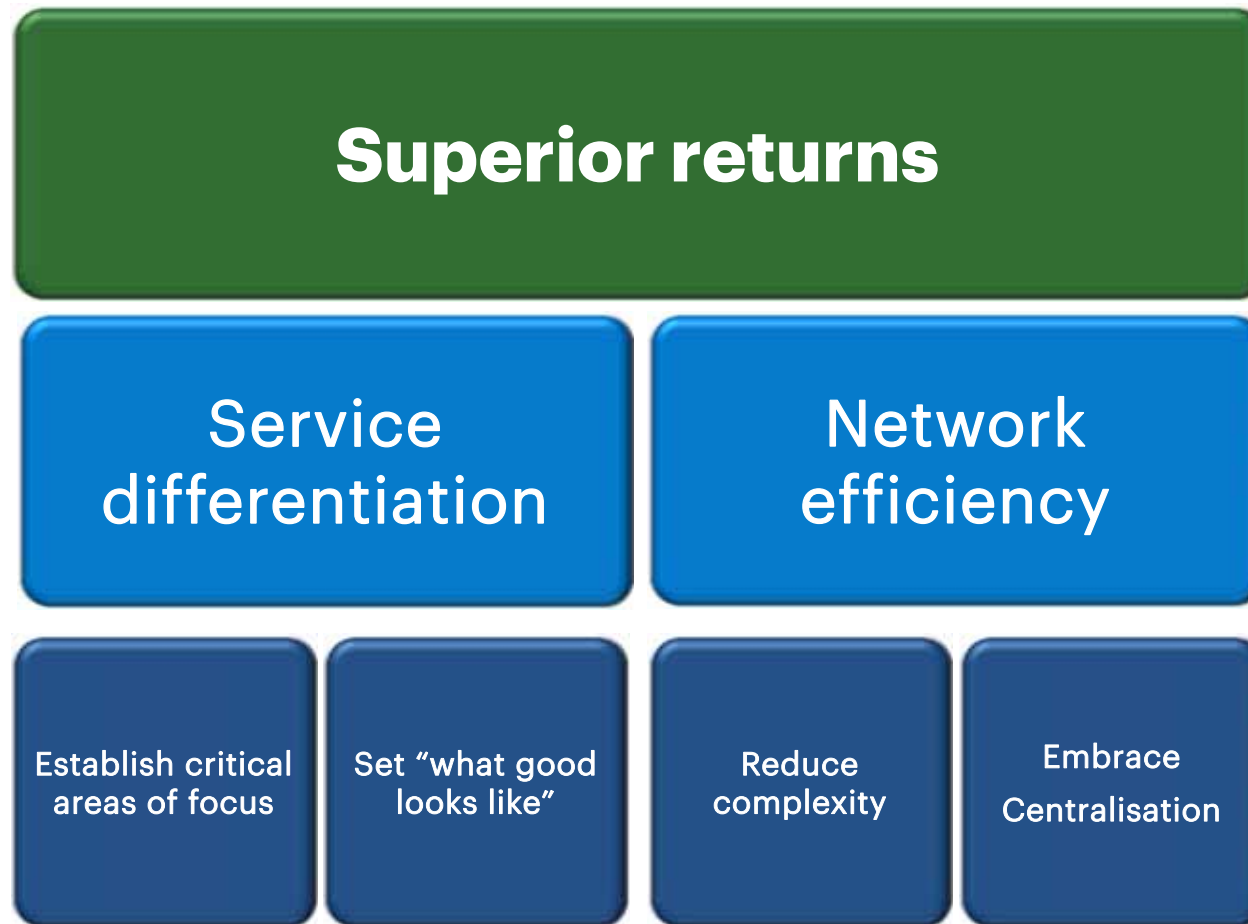 Superior returns
Service
differentiation
Network
efficiency
Establish critical
areas of focus
Set “what good
looks like”
Reduce
complexity
Embrace
Centralisation